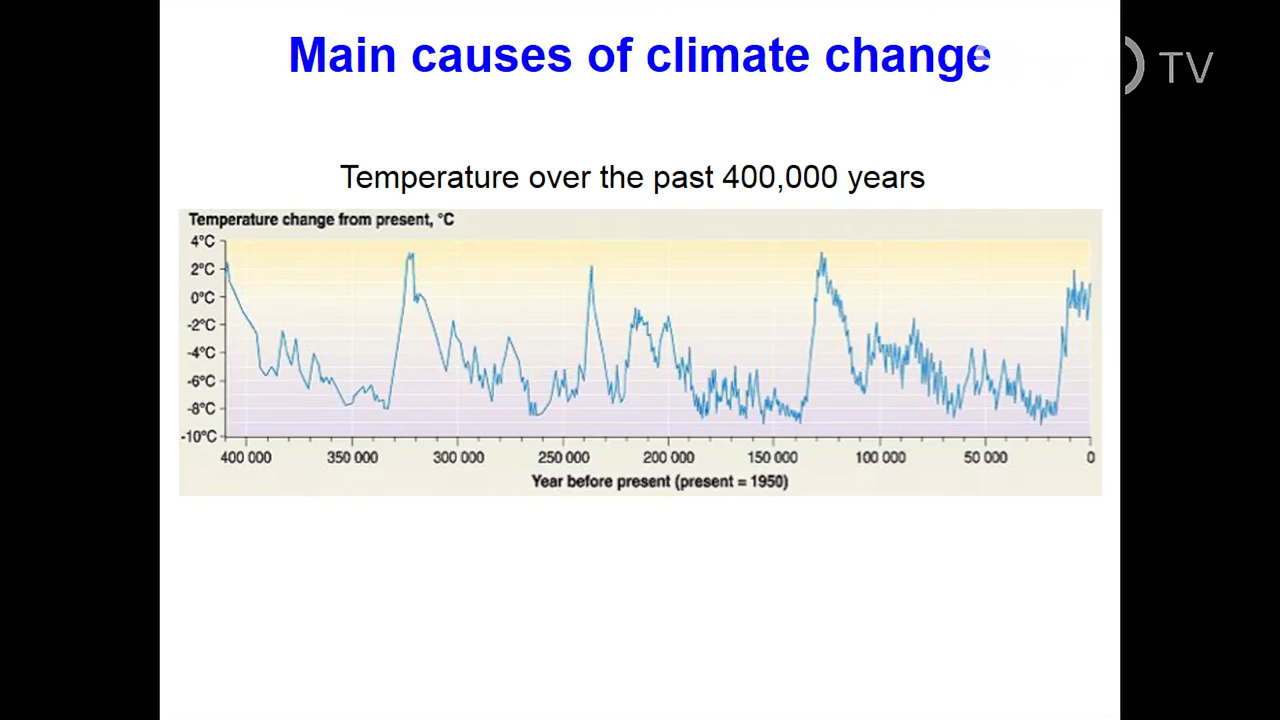 Main causes of climate change
TV
Temperature over the past 400,000 years
Temperature change from present, °C
4°C
2°C
0°C
-2°C
-4°C
-6°C
-8°C
-10°C
400 000 350 000 300 000 250 000 200 000 150 000 100 000 50 000 0
Year before present (present = 1950)